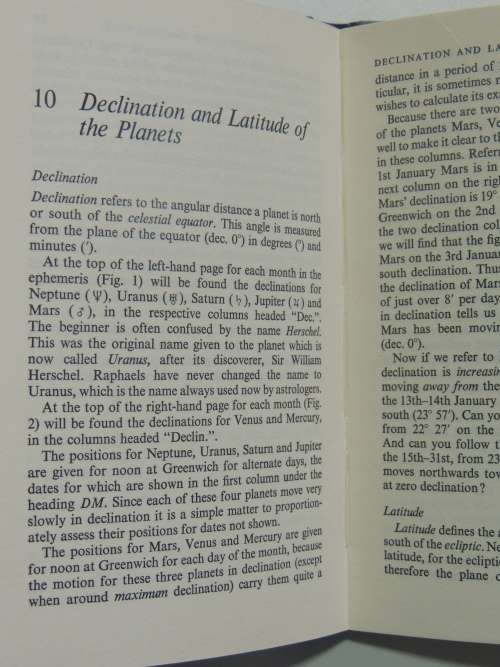 10 Declination and Latitude of
the Planets
Declination
Declination refers to the angular distance a planet is north
or south of the celestial equator. This angle is measured
from the plane of the equator (dec. 0°) in degrees (°) and
minutes (′).
At the top of the left-hand page for each month in the
ephemeris (Fig. 1) will be found the declinations for
Neptune (♆), Uranus (♅), Saturn (♄), Jupiter (♃) and
Mars (♂), in the respective columns headed “Dec.”.
The beginner is often confused by the name Herschel.
This was the original name given to the planet which is
now called Uranus, after its discoverer, Sir William
Herschel. Raphaels have never changed the name to
Uranus, which is the name always used now by astrologers.
At the top of the right-hand page for each month (Fig.
2) will be found the declinations for Venus and Mercury,
in the columns headed “Declin.”.
The positions for Neptune, Uranus, Saturn and Jupiter
are given for noon at Greenwich for alternate days, the
dates for which are shown in the first column under the
heading DM. Since each of these four planets move very
slowly in declination it is a simple matter to proportion-
ately assess their positions for dates not shown.
The positions for Mars, Venus and Mercury are given
for noon at Greenwich for each day of the month, because
the motion for these three planets in declination (except
when around maximum declination) carry them quite a
DECLINATION AND LA
distance in a period of
ticular, it is sometimes
wishes to calculate its exa
Because there are two
of the planets Mars, Ve
well to make it clear to th
in these columns. Referr
1st January Mars is in
next column on the righ
Mars' declination is 19°
Greenwich on the 2nd
the two declination col
we will find that the fig
Mars on the 3rd Januar
south declination. Thu
the declination of Mars
of just over 8′ per day
in declination tells us
Mars has been moving
(dec. 0°).
Now if we refer to
declination is increasing
moving away from the
the 13th–14th January
south (23° 57′). Can yo
from 22° 27′ on the
And can you follow th
the 15th–31st, from 23
moves northwards tow
at zero declination?
Latitude
Latitude defines the a
south of the ecliptic. Ne
latitude, for the ecliptic
therefore the plane o